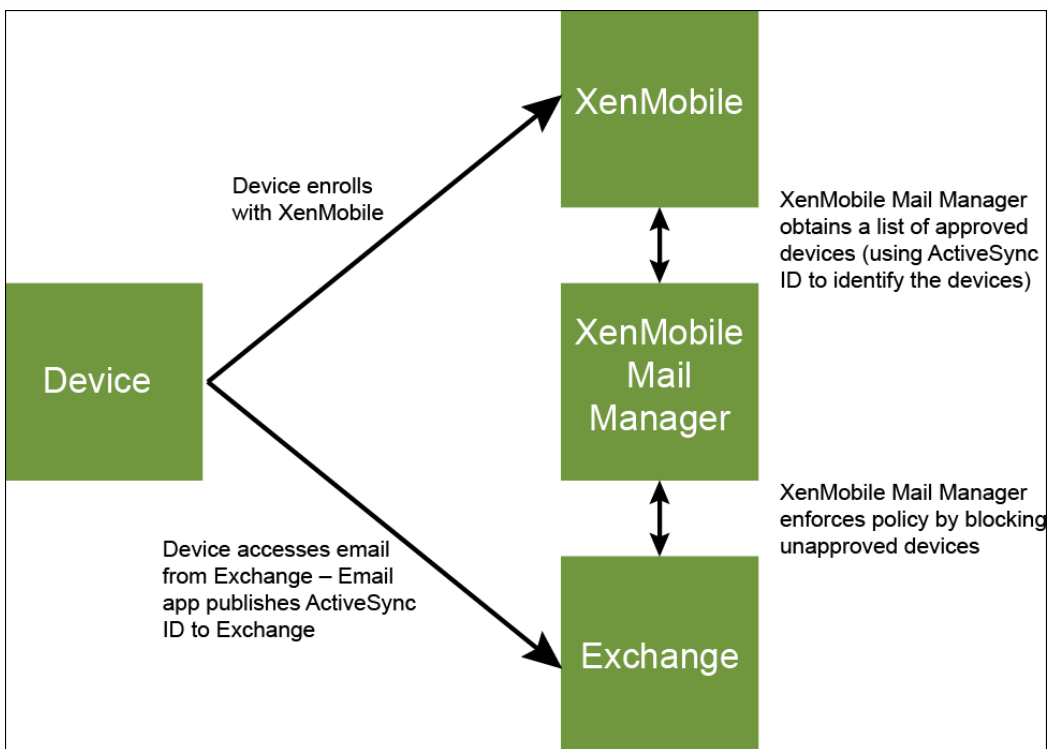 XenMobile
Device enrolls
with XenMobile
XenMobile Mail Manager
obtains a list of approved
devices (using ActiveSync
ID to identify the devices)
Device
XenMobile
Mail
Manager
XenMobile Mail Manager
enforces policy by blocking
unapproved devices
Device accesses email
from Exchange – Email
app publishes ActiveSync
ID to Exchange
Exchange